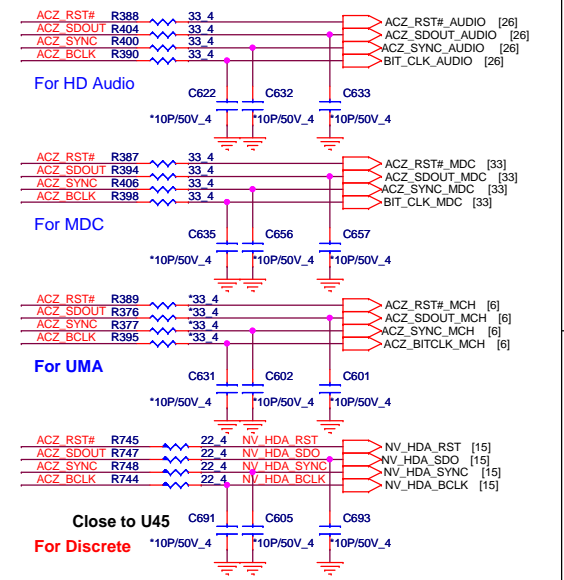 ACZ_RST# R388 33_4 ACZ_RST#_AUDIO [26]
ACZ_SDOUT R404 33_4 ACZ_SDOUT_AUDIO [26]
ACZ_SYNC R400 33_4 ACZ_SYNC_AUDIO [26]
ACZ_BCLK R390 33_4 BIT_CLK_AUDIO [26]
For HD Audio
C622 C632 C633
*10P/50V_4 *10P/50V_4 *10P/50V_4
ACZ_RST# R387 33_4 ACZ_RST#_MDC [33]
ACZ_SDOUT R394 33_4 ACZ_SDOUT_MDC [33]
ACZ_SYNC R406 33_4 ACZ_SYNC_MDC [33]
ACZ_BCLK R398 33_4 BIT_CLK_MDC [33]
For MDC
C635 C656 C657
*10P/50V_4 *10P/50V_4 *10P/50V_4
ACZ_RST# R389 *33_4 ACZ_RST#_MCH [6]
ACZ_SDOUT R376 *33_4 ACZ_SDOUT_MCH [6]
ACZ_SYNC R377 *33_4 ACZ_SYNC_MCH [6]
ACZ_BCLK R395 *33_4 ACZ_BITCLK_MCH [6]
For UMA
C631 C602 C601
*10P/50V_4 *10P/50V_4 *10P/50V_4
ACZ_RST# R745 22_4 NV_HDA_RST NV_HDA_RST [15]
ACZ_SDOUT R747 22_4 NV_HDA_SDO NV_HDA_SDO [15]
ACZ_SYNC R748 22_4 NV_HDA_SYNC NV_HDA_SYNC [15]
ACZ_BCLK R744 22_4 NV_HDA_BCLK NV_HDA_BCLK [15]
Close to U45
C691 C605 C693
For Discrete
*10P/50V_4 *10P/50V_4 *10P/50V_4